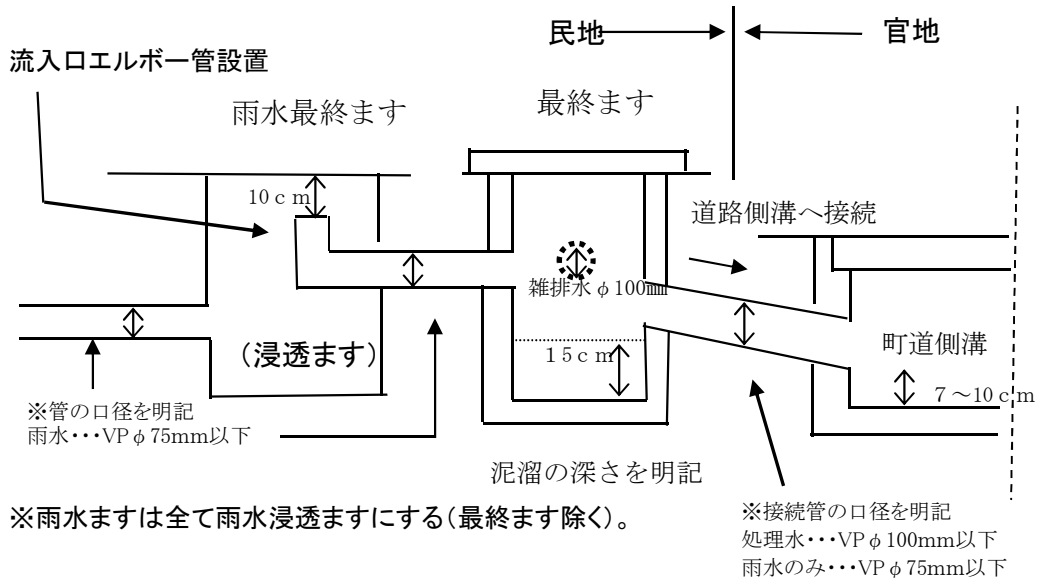 民地
官地
流入口エルボー管設置
雨水最終ます
最終ます
10cm
道路側溝へ接続
雑排水φ100㎜
(浸透ます)
15cm
町道側溝
7～10cm
※管の口径を明記
雨水・・・VPφ75mm以下
泥溜の深さを明記
※雨水ますは全て雨水浸透ますにする(最終ます除く)。
※接続管の口径を明記
処理水・・・VPφ100mm以下
雨水のみ・・・VPφ75mm以下